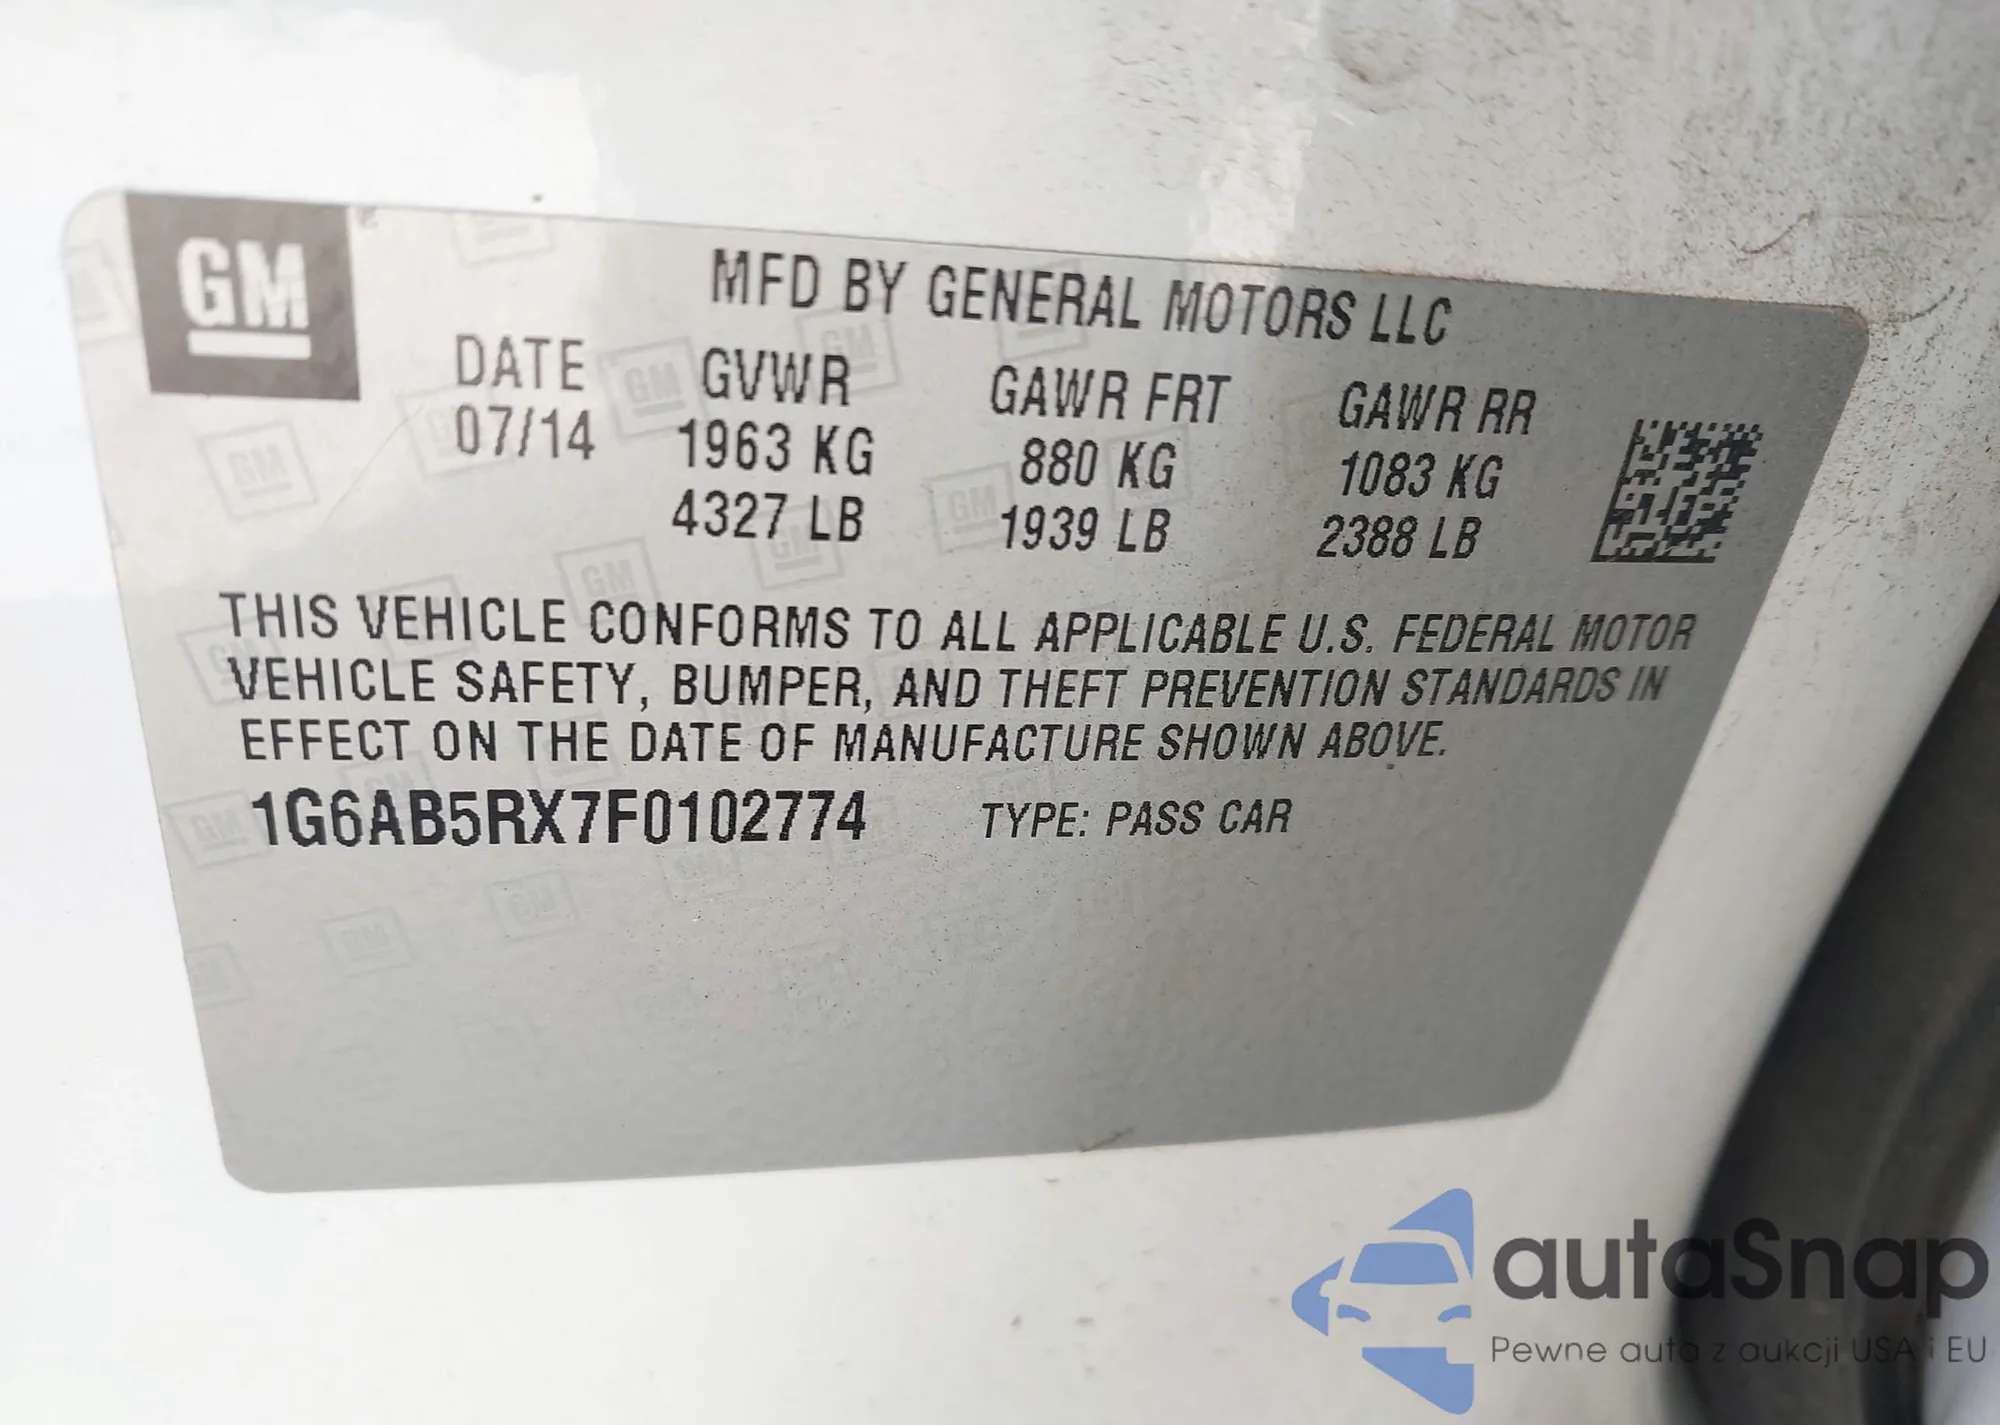 GM
MFD BY GENERAL MOTORS LLC
DATE GVWR GAWR FRT GAWR RR
07/14 1963 KG 880 KG 1083 KG
4327 LB 1939 LB 2388 LB
THIS VEHICLE CONFORMS TO ALL APPLICABLE U.S. FEDERAL MOTOR
VEHICLE SAFETY, BUMPER, AND THEFT PREVENTION STANDARDS IN
EFFECT ON THE DATE OF MANUFACTURE SHOWN ABOVE.
1G6AB5RX7F0102774 TYPE: PASS CAR
autaSnap
Pewne auta z aukcji USA i EU